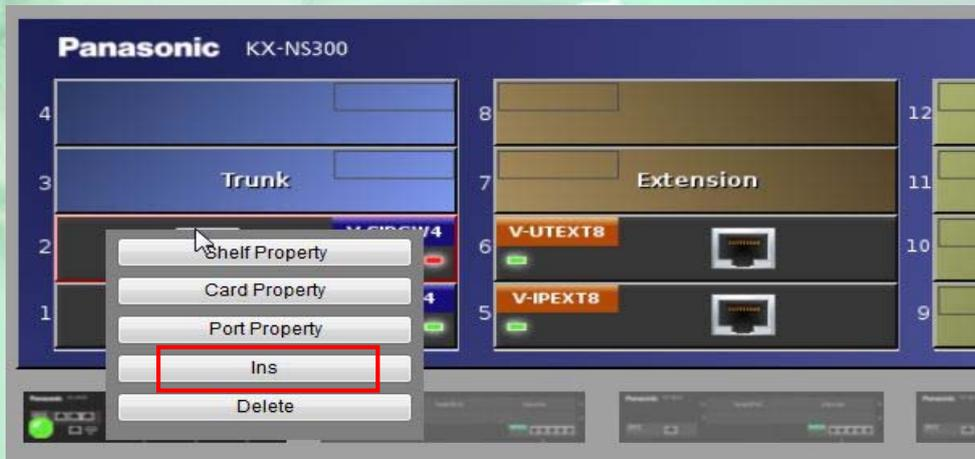 Panasonic KX-NS300
4
8
12
3
Trunk
7
Extension
11
2
6
V-UTEXT8
10
Shelf Property
Card Property
1
4
5
V-IPEXT8
9
Port Property
Ins
Delete